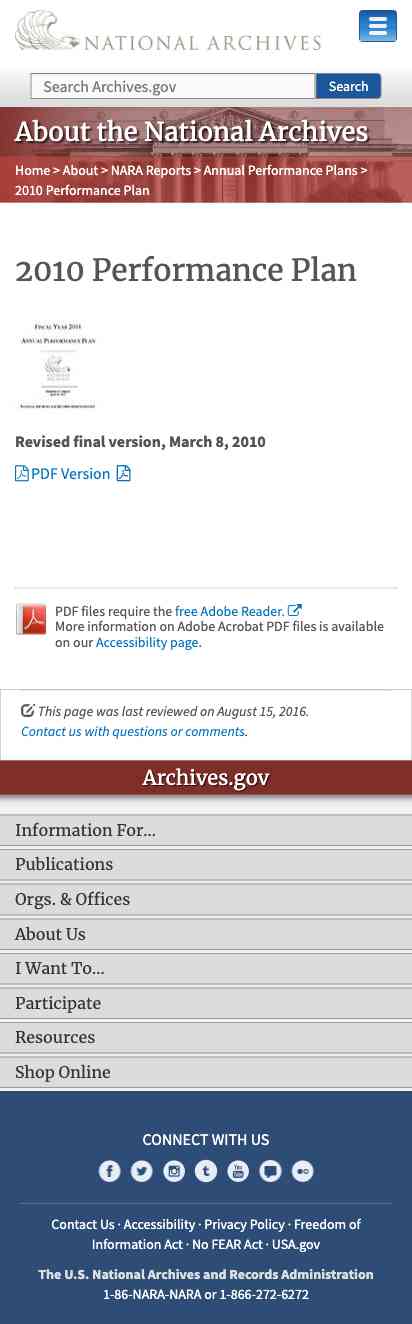 NATIONAL ARCHIVES
Search Archives.gov
Search
About the National Archives
Home > About > NARA Reports > Annual Performance Plans >
2010 Performance Plan
2010 Performance Plan
ANNUAL PERFORMANCE PLAN
Revised final version, March 8, 2010
PDF Version
PDF files require the free Adobe Reader.
More information on Adobe Acrobat PDF files is available
on our Accessibility page.
This page was last reviewed on August 15, 2016.
Contact us with questions or comments.
Archives.gov
Information For...
Publications
Orgs. & Offices
About Us
I Want To...
Participate
Resources
Shop Online
CONNECT WITH US
Contact Us · Accessibility · Privacy Policy · Freedom of
Information Act · No FEAR Act · USA.gov
The U.S. National Archives and Records Administration
1-86-NARA-NARA or 1-866-272-6272